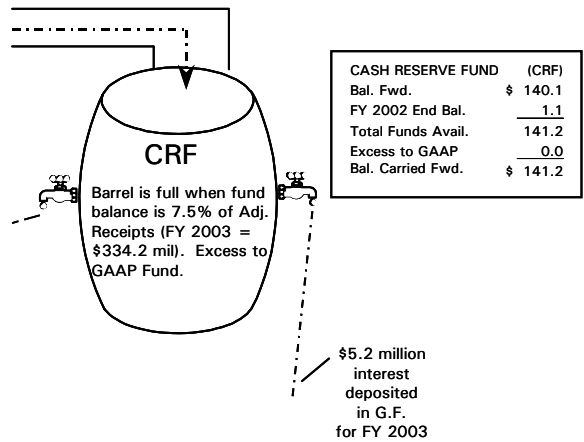 CRF
Barrel is full when fund
balance is 7.5% of Adj.
Receipts (FY 2003 =
$334.2 mil). Excess to
GAAP Fund.
CASH RESERVE FUND (CRF)
Bal. Fwd. $ 140.1
FY 2002 End Bal. 1.1
Total Funds Avail. 141.2
Excess to GAAP 0.0
Bal. Carried Fwd. $ 141.2
$5.2 million
interest
deposited
in G.F.
for FY 2003